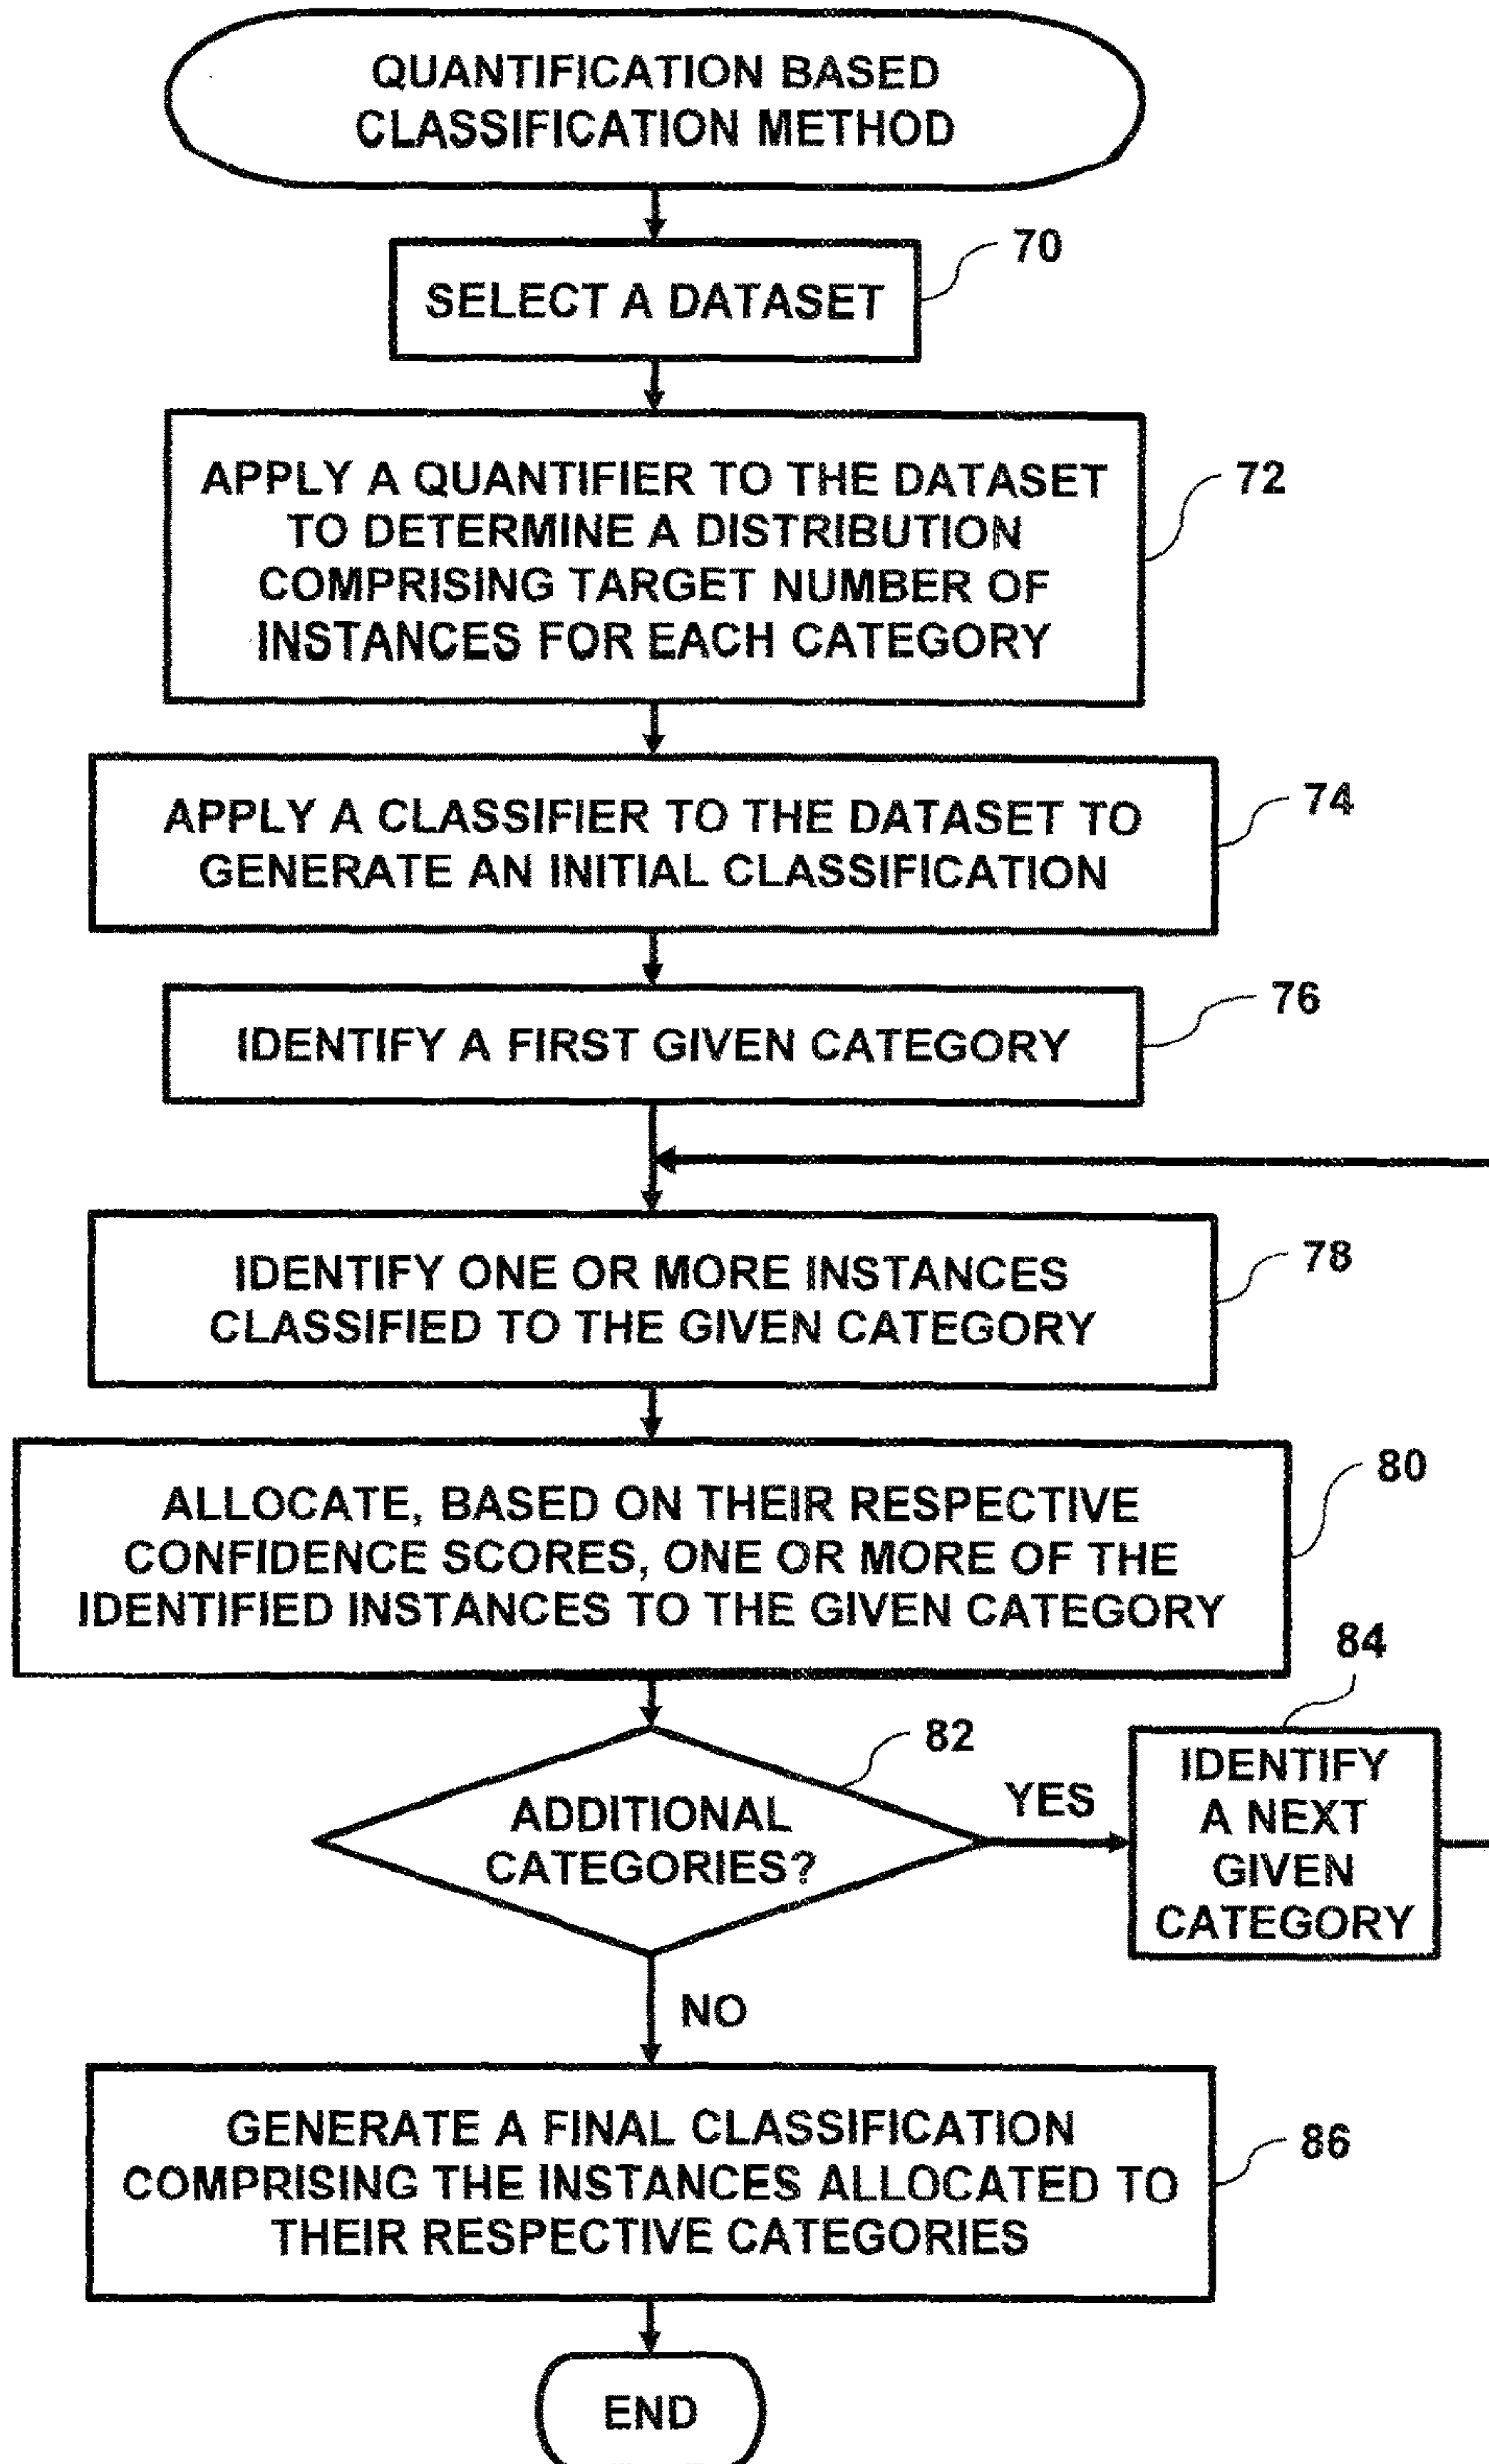 QUANTIFICATION BASED
CLASSIFICATION METHOD
70
SELECT A DATASET
72
APPLY A QUANTIFIER TO THE DATASET
TO DETERMINE A DISTRIBUTION
COMPRISING TARGET NUMBER OF
INSTANCES FOR EACH CATEGORY
74
APPLY A CLASSIFIER TO THE DATASET TO
GENERATE AN INITIAL CLASSIFICATION
76
IDENTIFY A FIRST GIVEN CATEGORY
78
IDENTIFY ONE OR MORE INSTANCES
CLASSIFIED TO THE GIVEN CATEGORY
80
ALLOCATE, BASED ON THEIR RESPECTIVE
CONFIDENCE SCORES, ONE OR MORE OF THE
IDENTIFIED INSTANCES TO THE GIVEN CATEGORY
82
ADDITIONAL
CATEGORIES?
YES
84
IDENTIFY
A NEXT
GIVEN
CATEGORY
NO
86
GENERATE A FINAL CLASSIFICATION
COMPRISING THE INSTANCES ALLOCATED TO
THEIR RESPECTIVE CATEGORIES
END